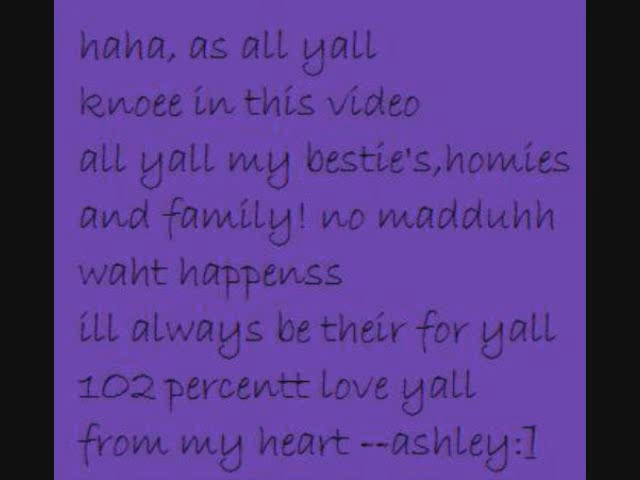 haha, as all yall
knoee in this video
all yall my bestie's,homies
and family! no madduhh
waht happenss
ill always be their for yall
102 percentt love yall
from my heart --ashley:]